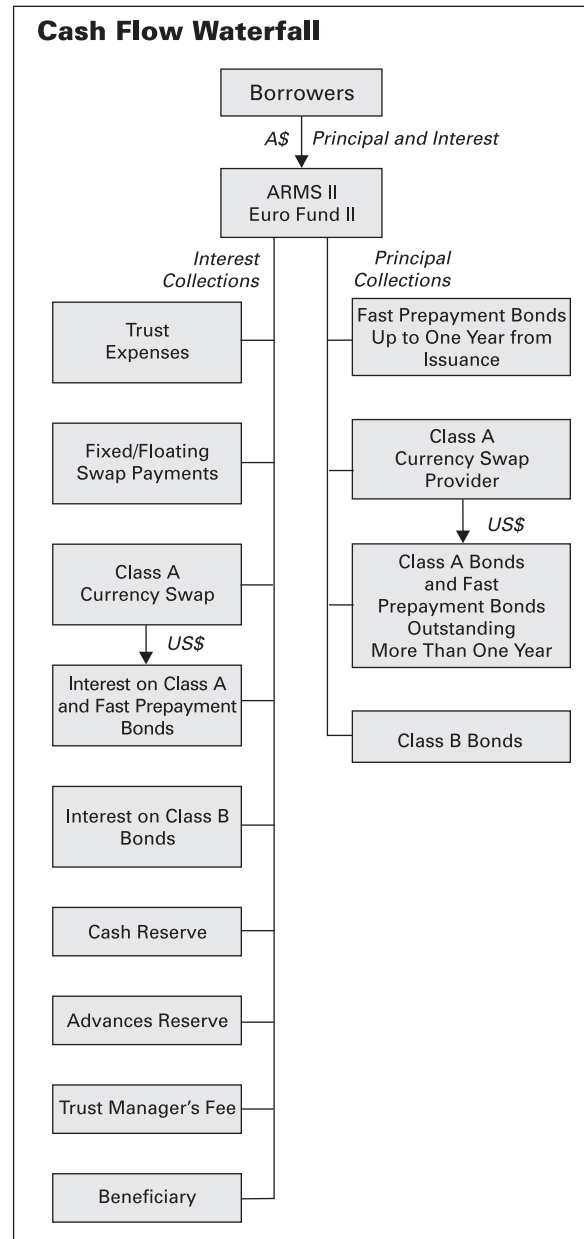 Cash Flow Waterfall
Borrowers
A$ Principal and Interest
ARMS II
Euro Fund II
Interest
Collections
Principal
Collections
Trust
Expenses
Fixed/Floating
Swap Payments
Class A
Currency Swap
US$
Interest on Class A
and Fast Prepayment
Bonds
Interest on Class B
Bonds
Cash Reserve
Advances Reserve
Trust Manager's Fee
Beneficiary
Fast Prepayment Bonds
Up to One Year from
Issuance
Class A
Currency Swap
Provider
US$
Class A Bonds
and Fast
Prepayment Bonds
Outstanding
More Than One Year
Class B Bonds